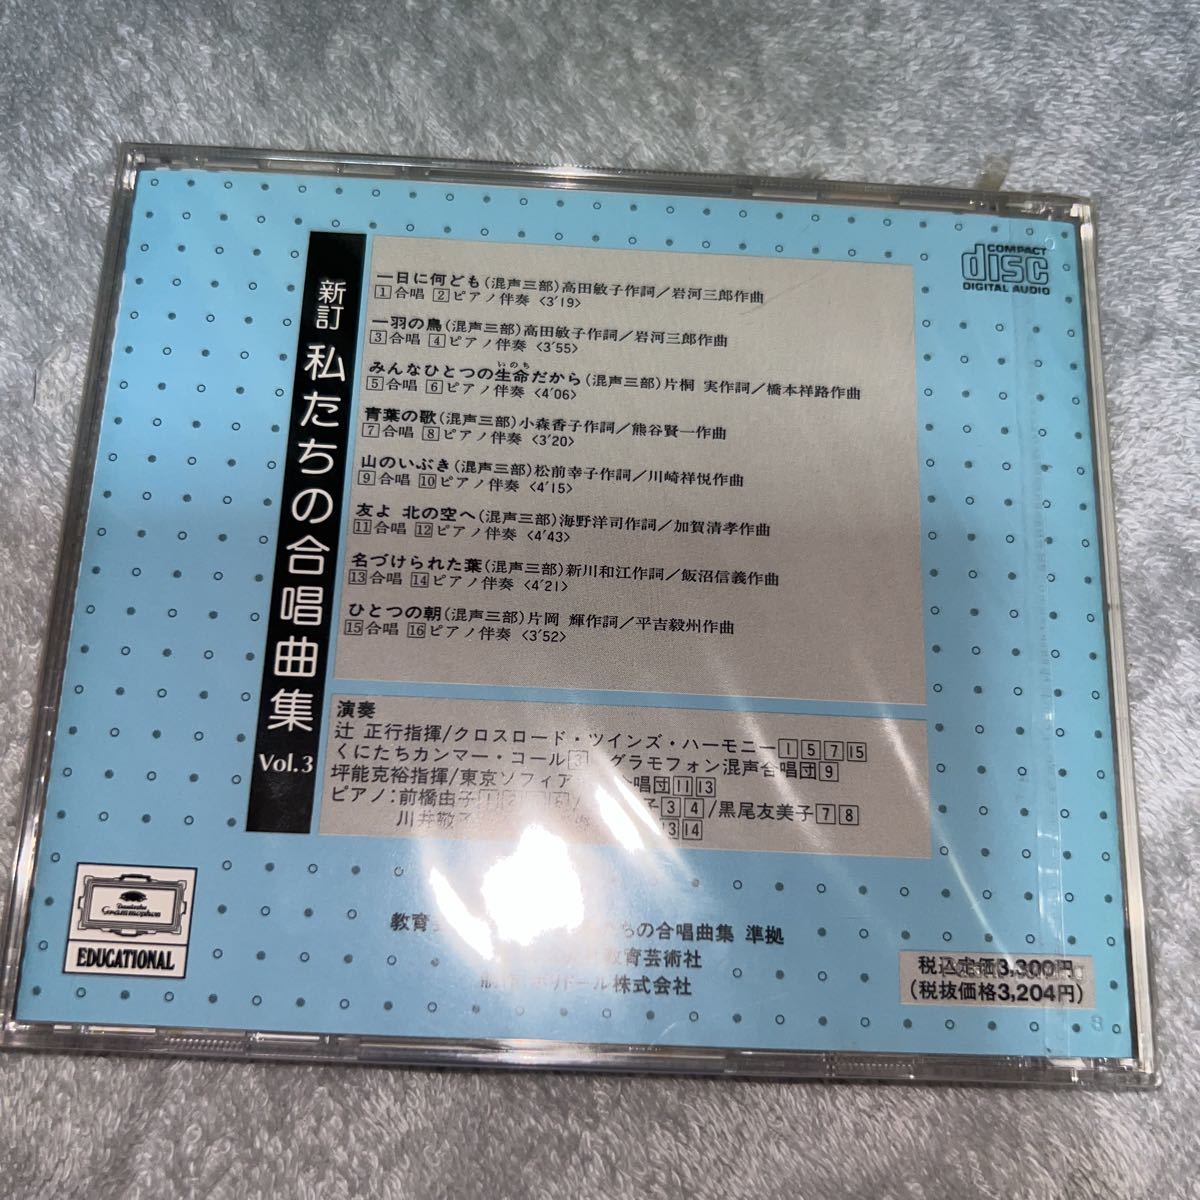 新訂 私たちの合唱曲集 Vol.3
COMPACT
disc
DIGITAL AUDIO
一日に何ども(混声三部)高田敏子作詞／岩河三郎作曲
1合唱 2ピアノ伴奏〈3'19〉
一羽の鳥(混声三部)高田敏子作詞／岩河三郎作曲
3合唱 4ピアノ伴奏〈3'55〉
いのち
みんなひとつの生命だから(混声三部)片桐 実作詞／橋本祥路作曲
5合唱 6ピアノ伴奏〈4'06〉
青葉の歌(混声三部)小森香子作詞／熊谷賢一作曲
7合唱 8ピアノ伴奏〈3'20〉
山のいぶき(混声三部)松前幸子作詞／川崎祥悦作曲
9合唱 10ピアノ伴奏〈4'15〉
友よ 北の空へ(混声三部)海野洋司作詞／加賀清孝作曲
11合唱 12ピアノ伴奏〈4'43〉
名づけられた葉(混声三部)新川和江作詞／飯沼信義作曲
13合唱 14ピアノ伴奏〈4'21〉
ひとつの朝(混声三部)片岡 輝作詞／平吉毅州作曲
15合唱 16ピアノ伴奏〈3'52〉
演奏
辻 正行指揮/クロスロード・ツインズ・ハーモニー1 5 7 15
くにたちカンマー・コール3 グラモフォン混声合唱団9
坪能克裕指揮/東京ソフィア 合唱団11 13
ピアノ:前橋由子1 子3 4/黒尾友美子7 8
川井敬 13 14
Deutsche
Grammophon
EDUCATIONAL
教育 ちの合唱曲集 準拠
教育芸術社
ポリドール株式会社
税込定価3,300円
(税抜価格3,204円)